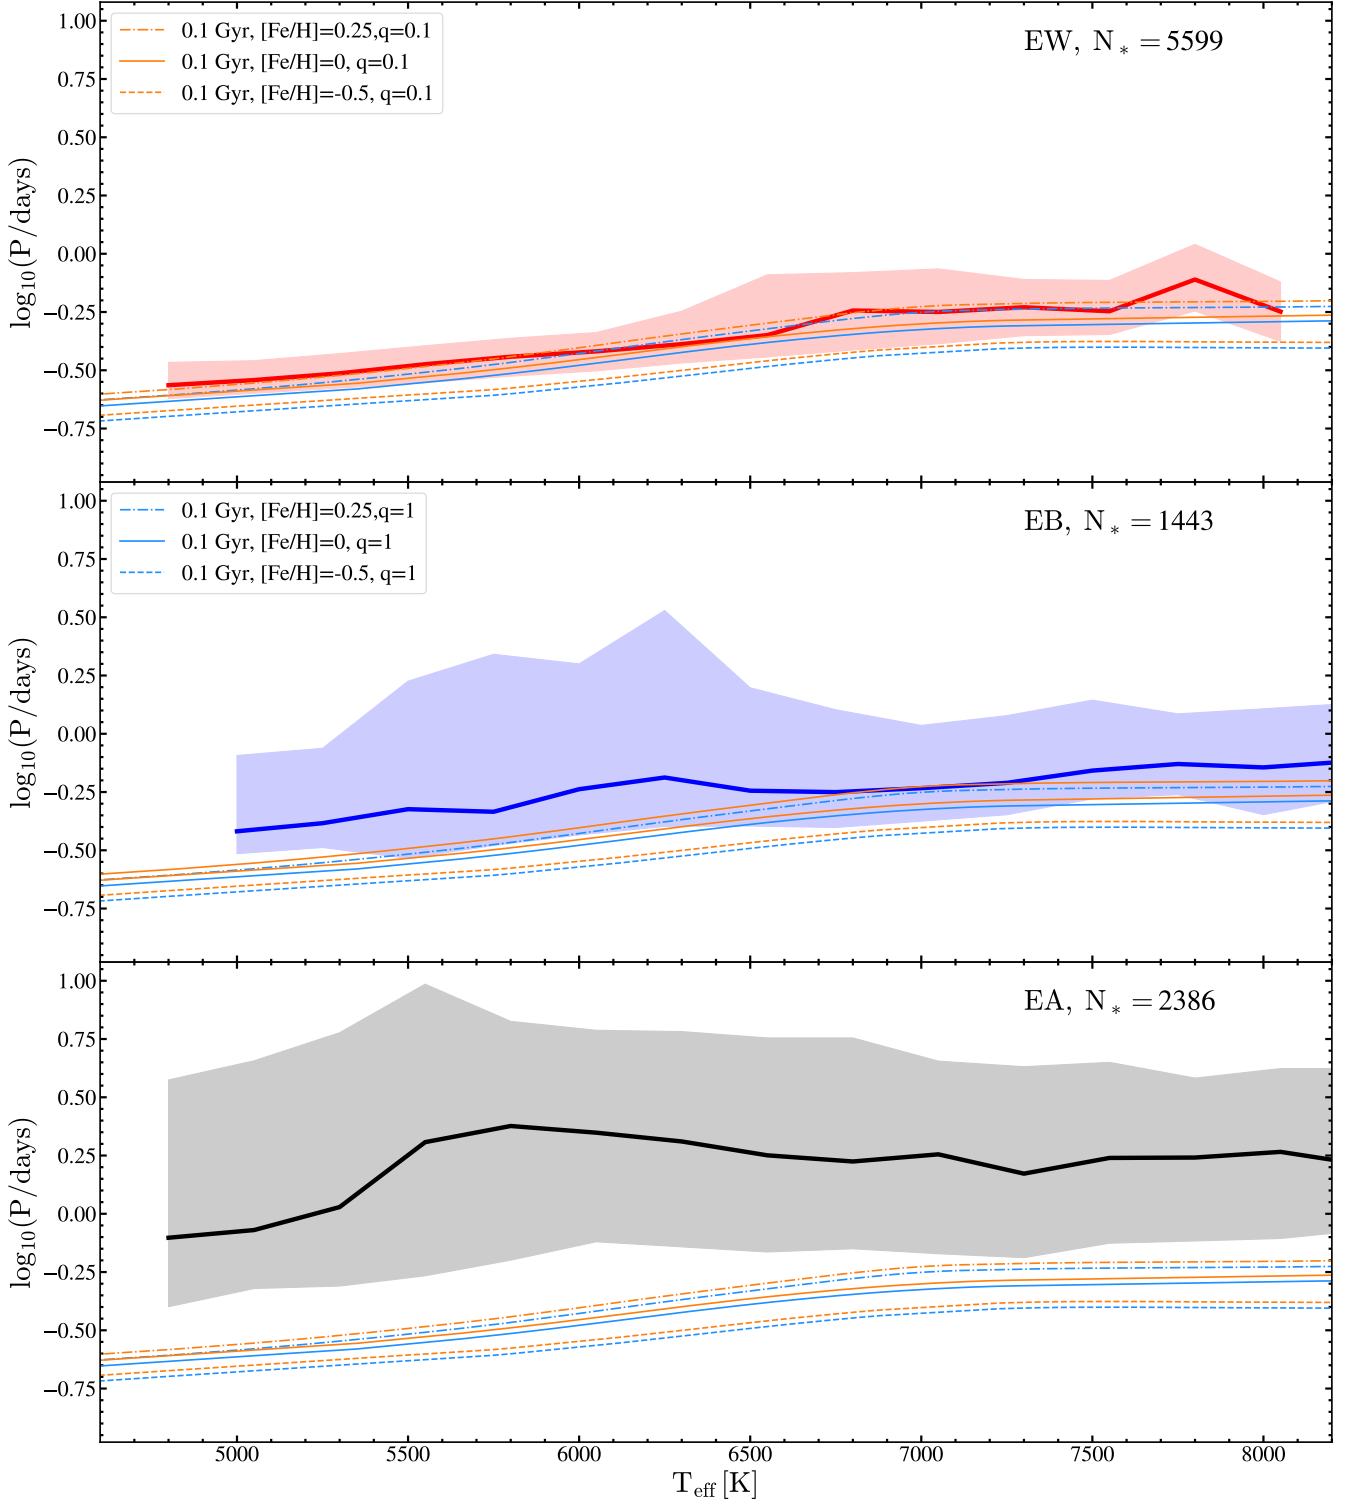 0.1 Gyr, [Fe/H]=0.25,q=0.1
0.1 Gyr, [Fe/H]=0, q=0.1
0.1 Gyr, [Fe/H]=-0.5, q=0.1
EW, N* = 5599
1.00
0.75
0.50
0.25
0.00
−0.25
−0.50
−0.75
log10(P/days)
0.1 Gyr, [Fe/H]=0.25,q=1
0.1 Gyr, [Fe/H]=0, q=1
0.1 Gyr, [Fe/H]=-0.5, q=1
EB, N* = 1443
1.00
0.75
0.50
0.25
0.00
−0.25
−0.50
−0.75
log10(P/days)
EA, N* = 2386
1.00
0.75
0.50
0.25
0.00
−0.25
−0.50
−0.75
log10(P/days)
5000 5500 6000 6500 7000 7500 8000
Teff [K]